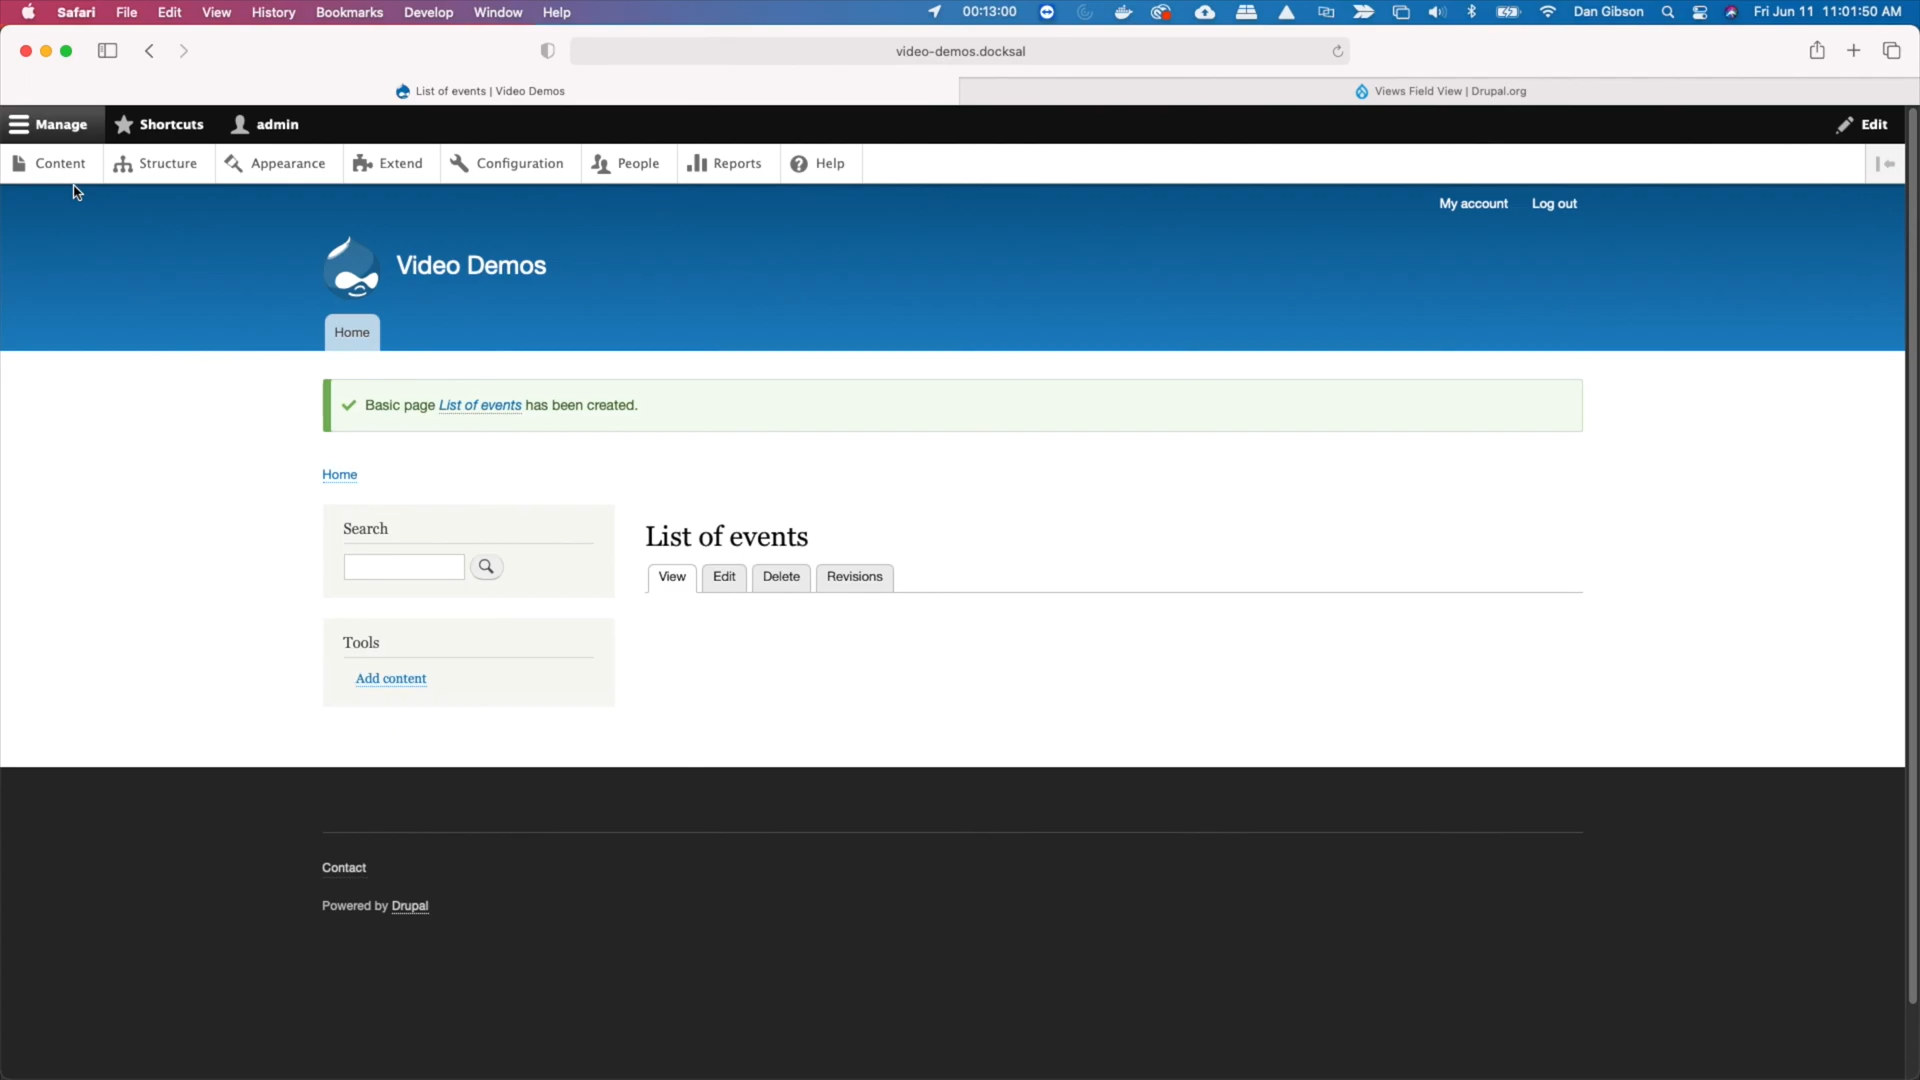 Safari File Edit View History Bookmarks Develop Window Help 00:13:00 Dan Gibson Fri Jun 11 11:01:50 AM
video-demos.docksal
List of events | Video Demos Views Field View | Drupal.org
Manage Shortcuts admin Edit
Content Structure Appearance Extend Configuration People Reports Help
My account Log out
Video Demos
Home
Basic page List of events has been created.
Home
Search
List of events
View Edit Delete Revisions
Tools
Add content
Contact
Powered by Drupal